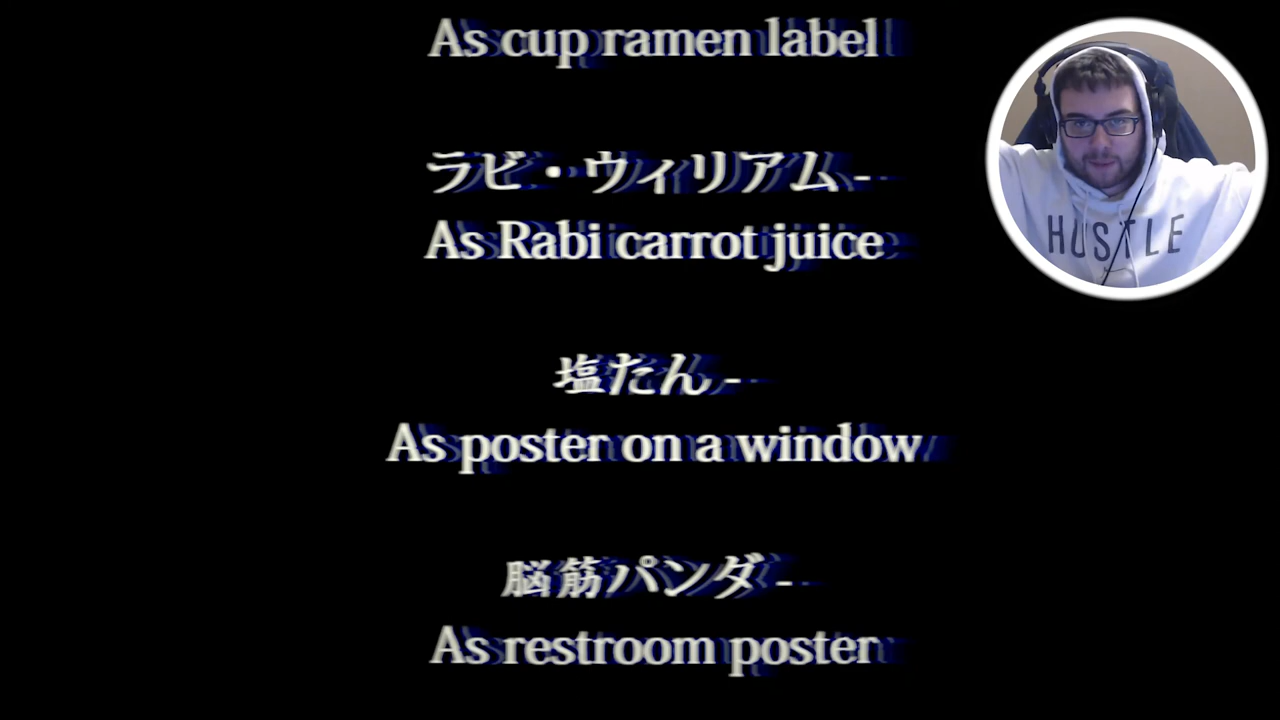 As cup ramen label
ラビ・ウィリアム -
As Rabi carrot juice
塩たん -
As poster on a window
脳筋パンダ -
As restroom poster
HUSTLE